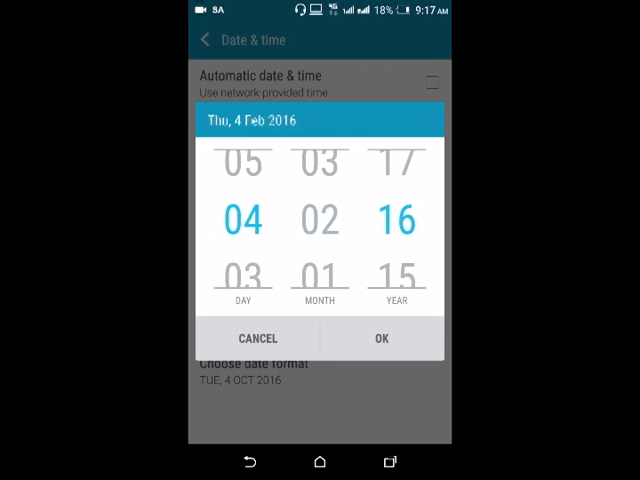 SA 4G 18% 9:17 AM
Date & time
Automatic date & time
Use network-provided time
Thu, 4 Feb 2016
05 03 17
04 02 16
03 01 15
DAY MONTH YEAR
CANCEL OK
Choose date format
TUE, 4 OCT 2016